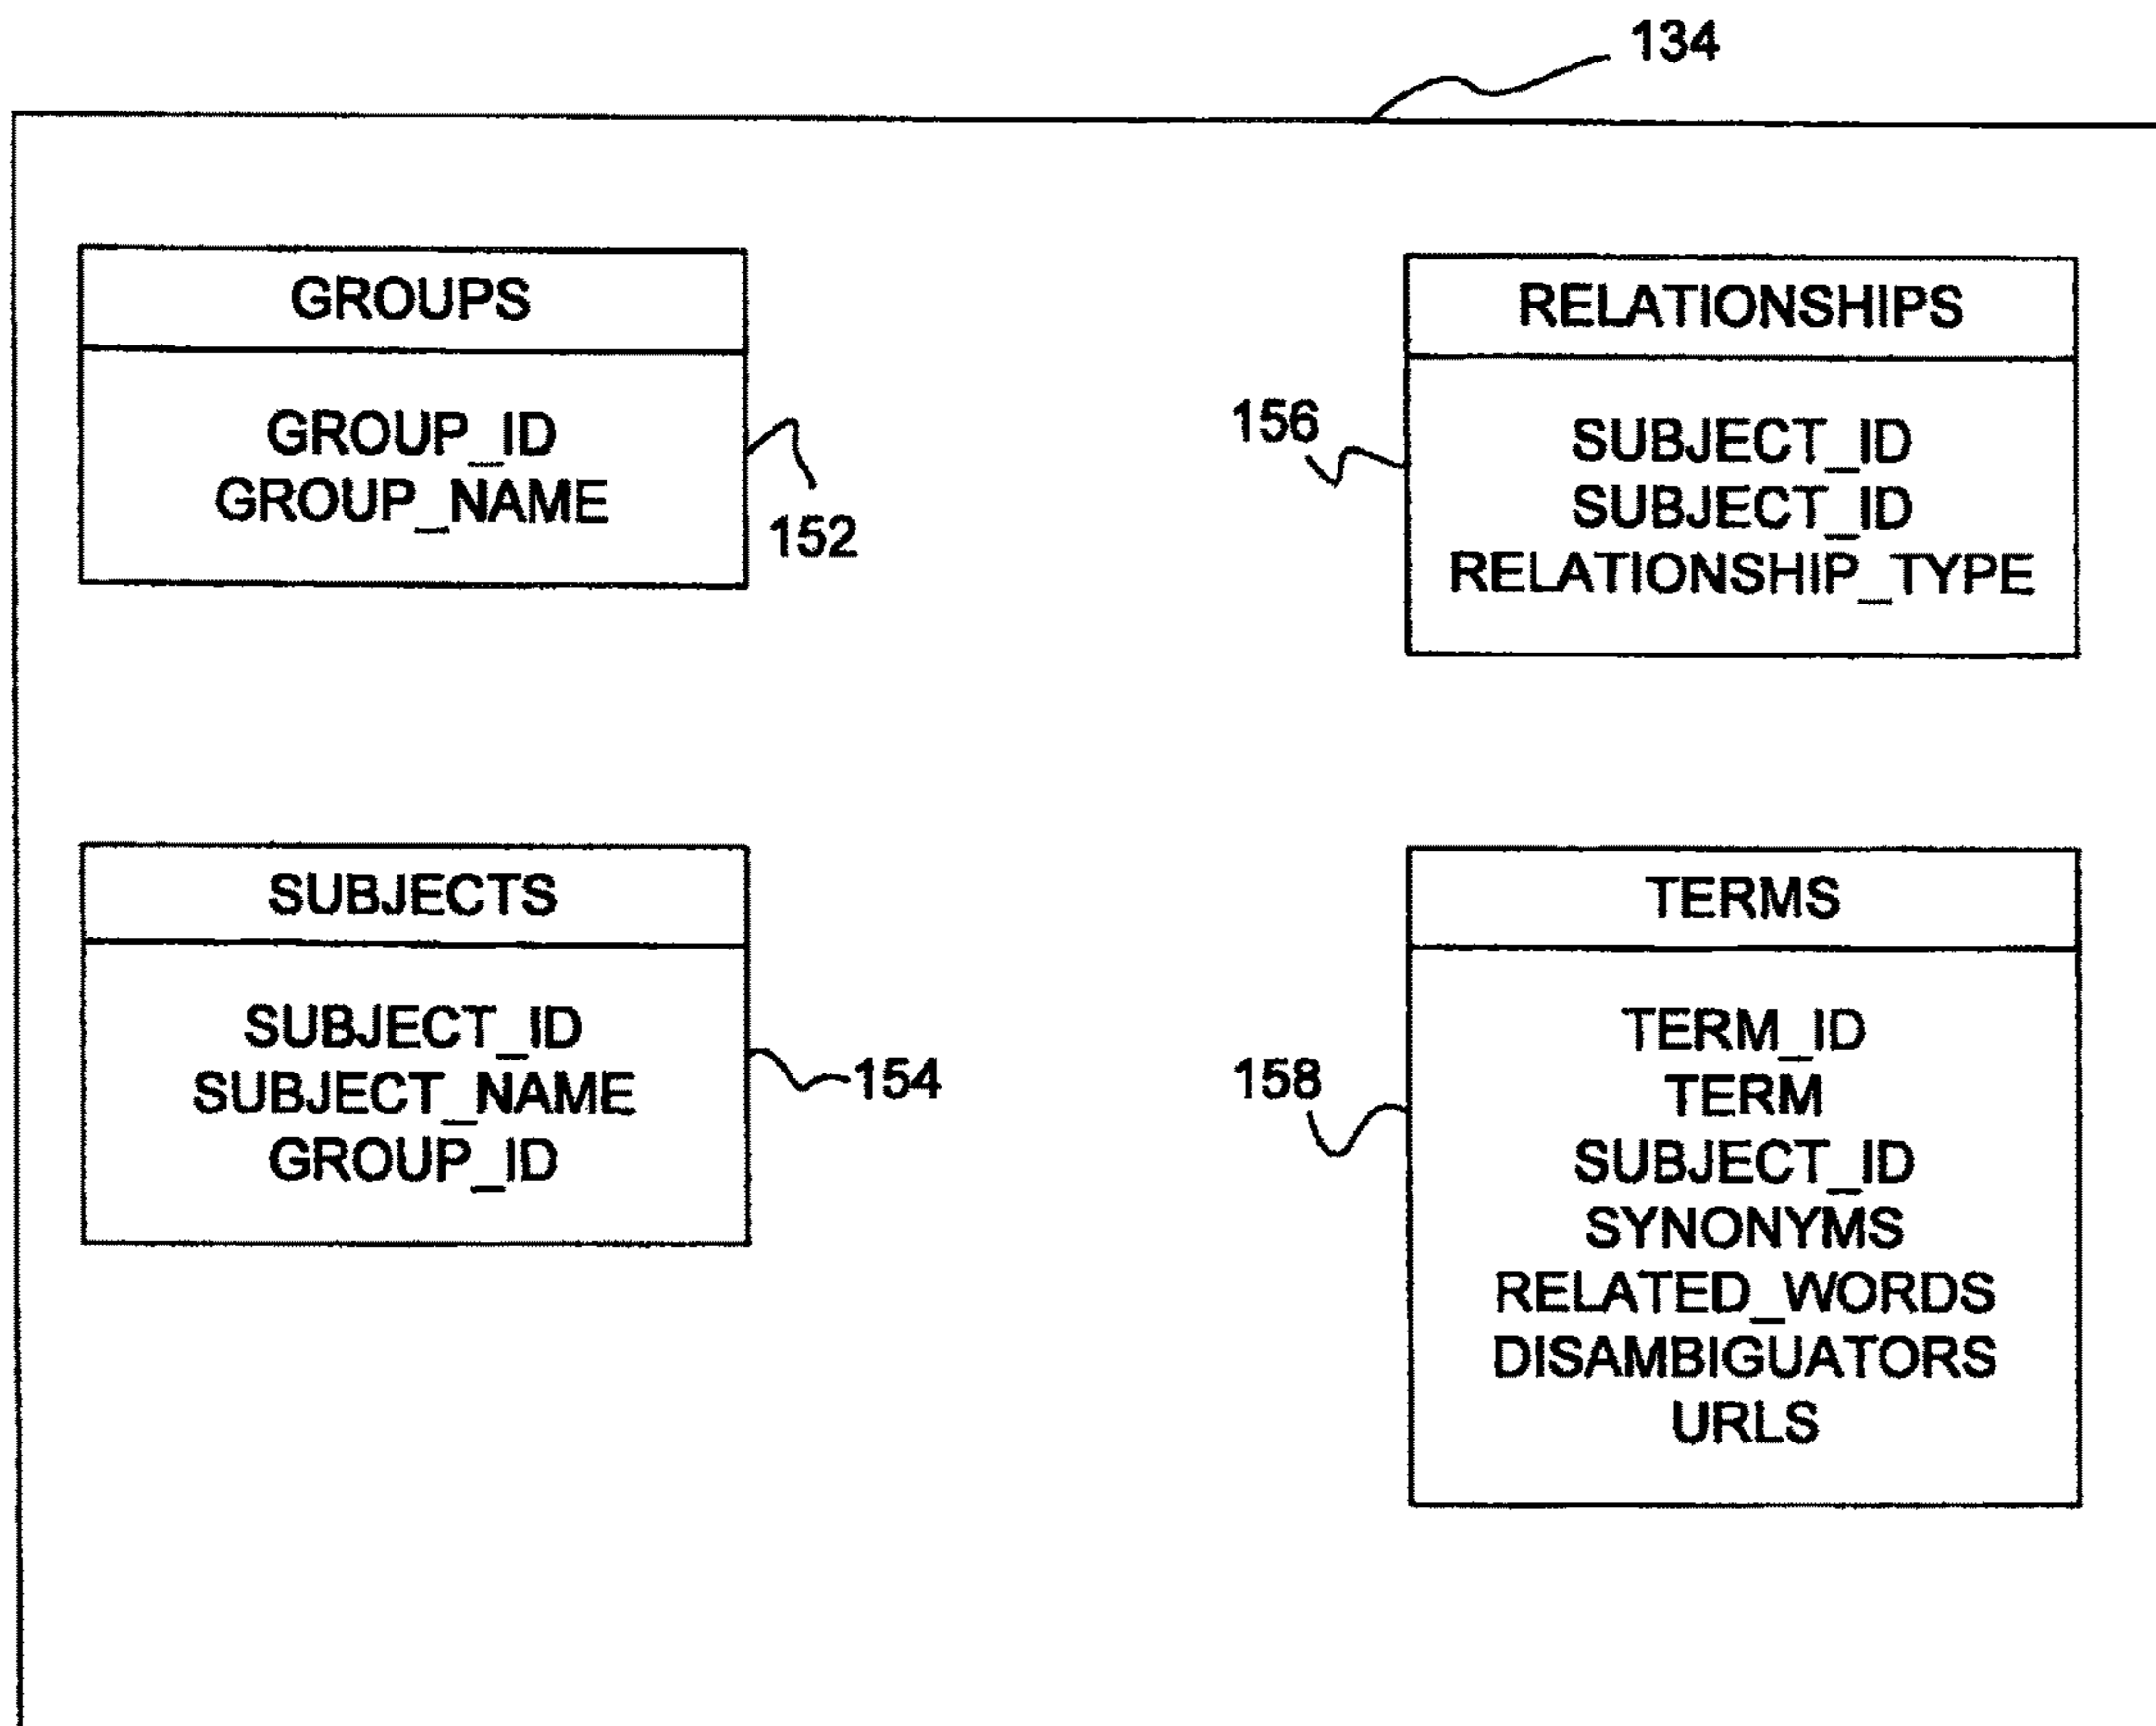 134
GROUPS
GROUP_ID
GROUP_NAME
152
RELATIONSHIPS
156
SUBJECT_ID
SUBJECT_ID
RELATIONSHIP_TYPE
SUBJECTS
SUBJECT_ID
SUBJECT_NAME
GROUP_ID
154
TERMS
158
TERM_ID
TERM
SUBJECT_ID
SYNONYMS
RELATED_WORDS
DISAMBIGUATORS
URLS